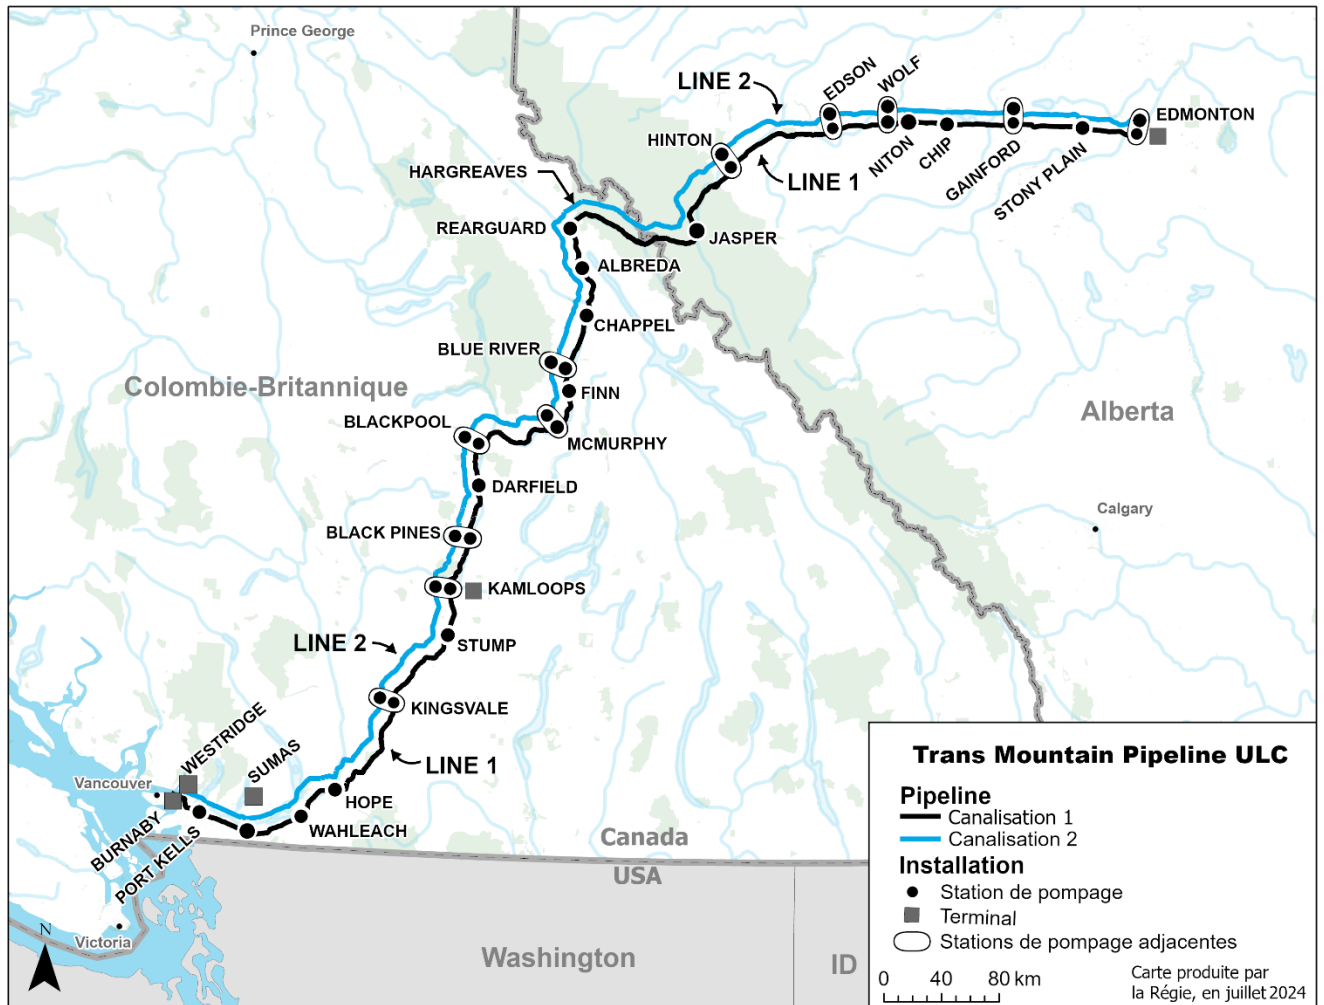 Prince George
EDSON
WOLF
LINE 2
EDMONTON
HINTON
NITON
CHIP
GAINFORD
STONY PLAIN
HARGREAVES
LINE 1
REARGUARD
JASPER
ALBREDA
CHAPPEL
BLUE RIVER
Colombie-Britannique
FINN
Alberta
BLACKPOOL
MCMURPHY
DARFIELD
Calgary
BLACK PINES
KAMLOOPS
LINE 2
STUMP
KINGSVALE
WESTRIDGE
SUMAS
LINE 1
Vancouver
HOPE
WAHLEACH
BURNABY
PORT KELLS
Canada
USA
N
Victoria
Washington
ID
Trans Mountain Pipeline ULC
Pipeline
Canalisation 1
Canalisation 2
Installation
Station de pompage
Terminal
Stations de pompage adjacentes
0 40 80 km
Carte produite par
la Régie, en juillet 2024